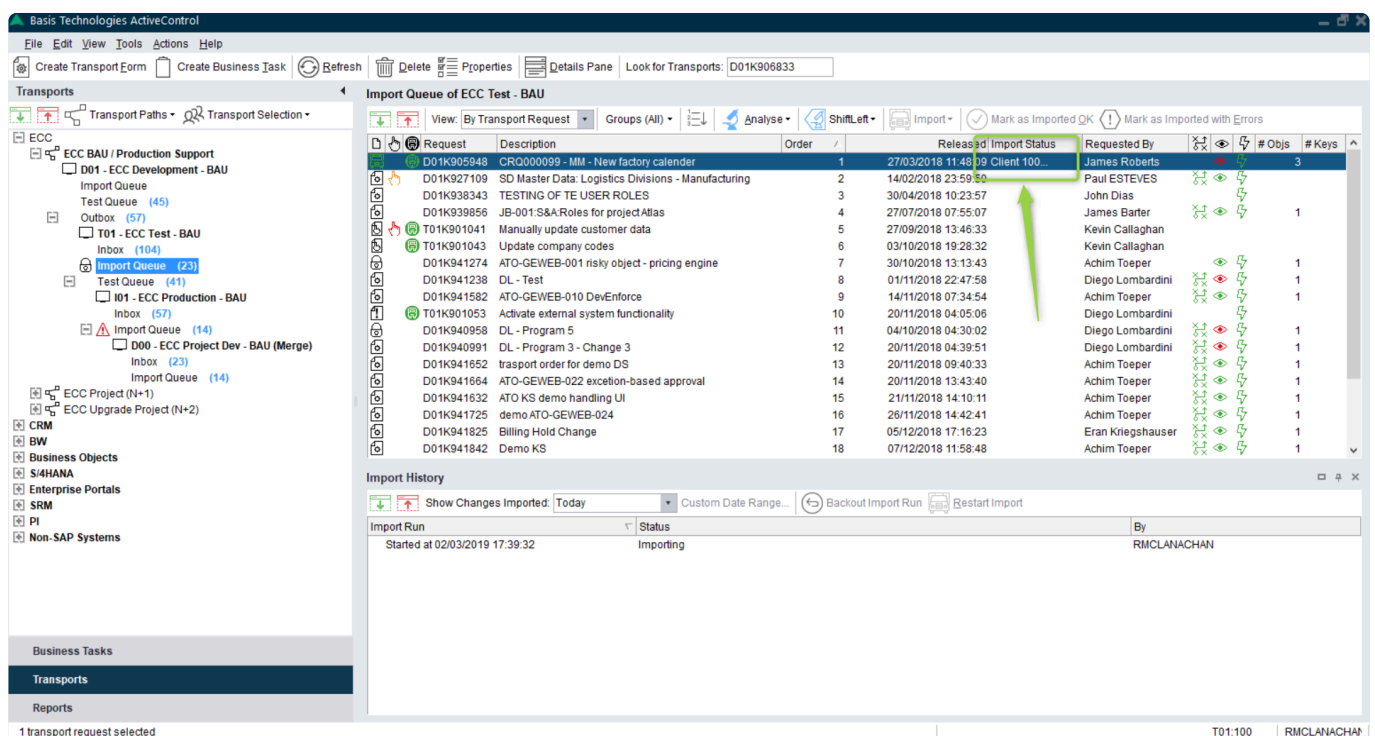 Basis Technologies ActiveControl
File Edit View Tools Actions Help
Create Transport Form Create Business Task Refresh Delete Properties Details Pane Look for Transports: D01K906833
Transports
Transport Paths Transport Selection
ECC
ECC BAU / Production Support
D01 - ECC Development - BAU
Import Queue
Test Queue (45)
Outbox (57)
T01 - ECC Test - BAU
Inbox (104)
Import Queue (23)
Test Queue (41)
I01 - ECC Production - BAU
Inbox (57)
Import Queue (14)
D00 - ECC Project Dev - BAU (Merge)
Inbox (23)
Import Queue (14)
ECC Project (N+1)
ECC Upgrade Project (N+2)
CRM
BW
Business Objects
S/4HANA
Enterprise Portals
SRM
PI
Non-SAP Systems
Business Tasks
Transports
Reports
Import Queue of ECC Test - BAU
View: By Transport Request Groups (All) Analyse ShiftLeft Import Mark as Imported OK Mark as Imported with Errors
Request Description Order Released Import Status Requested By # Objs # Keys
D01K905948 CRQ000099 - MM - New factory calender 1 27/03/2018 11:48:09 Client 100... James Roberts 3
D01K927109 SD Master Data: Logistics Divisions - Manufacturing 2 14/02/2018 23:59:59 Paul ESTEVES
D01K938343 TESTING OF TE USER ROLES 3 30/04/2018 10:23:57 John Dias
D01K939856 JB-001:S&A:Roles for project Atlas 4 27/07/2018 07:55:07 James Barter 1
T01K901041 Manually update customer data 5 27/09/2018 13:46:33 Kevin Callaghan
T01K901043 Update company codes 6 03/10/2018 19:28:32 Kevin Callaghan
D01K941274 ATO-GEWEB-001 risky object - pricing engine 7 30/10/2018 13:13:43 Achim Toeper 1
D01K941238 DL - Test 8 01/11/2018 22:47:58 Diego Lombardini 1
D01K941582 ATO-GEWEB-010 DevEnforce 9 14/11/2018 07:34:54 Achim Toeper 1
T01K901053 Activate external system functionality 10 20/11/2018 04:05:06 Diego Lombardini
D01K940958 DL - Program 5 11 04/10/2018 04:30:02 Diego Lombardini 1
D01K940991 DL - Program 3 - Change 3 12 20/11/2018 04:39:51 Diego Lombardini 1
D01K941652 trasport order for demo DS 13 20/11/2018 09:40:33 Achim Toeper 1
D01K941664 ATO-GEWEB-022 excetion-based approval 14 20/11/2018 13:43:40 Achim Toeper 1
D01K941632 ATO KS demo handling UI 15 21/11/2018 14:10:11 Achim Toeper 1
D01K941725 demo ATO-GEWEB-024 16 26/11/2018 14:42:41 Achim Toeper 1
D01K941825 Billing Hold Change 17 05/12/2018 17:16:23 Eran Kriegshauser 1
D01K941842 Demo KS 18 07/12/2018 11:58:48 Achim Toeper 1
Import History
Show Changes Imported: Today Custom Date Range... Backout Import Run Restart Import
Import Run Status By
Started at 02/03/2019 17:39:32 Importing RMCLANACHAN
1 transport request selected T01:100 RMCLANACHAN